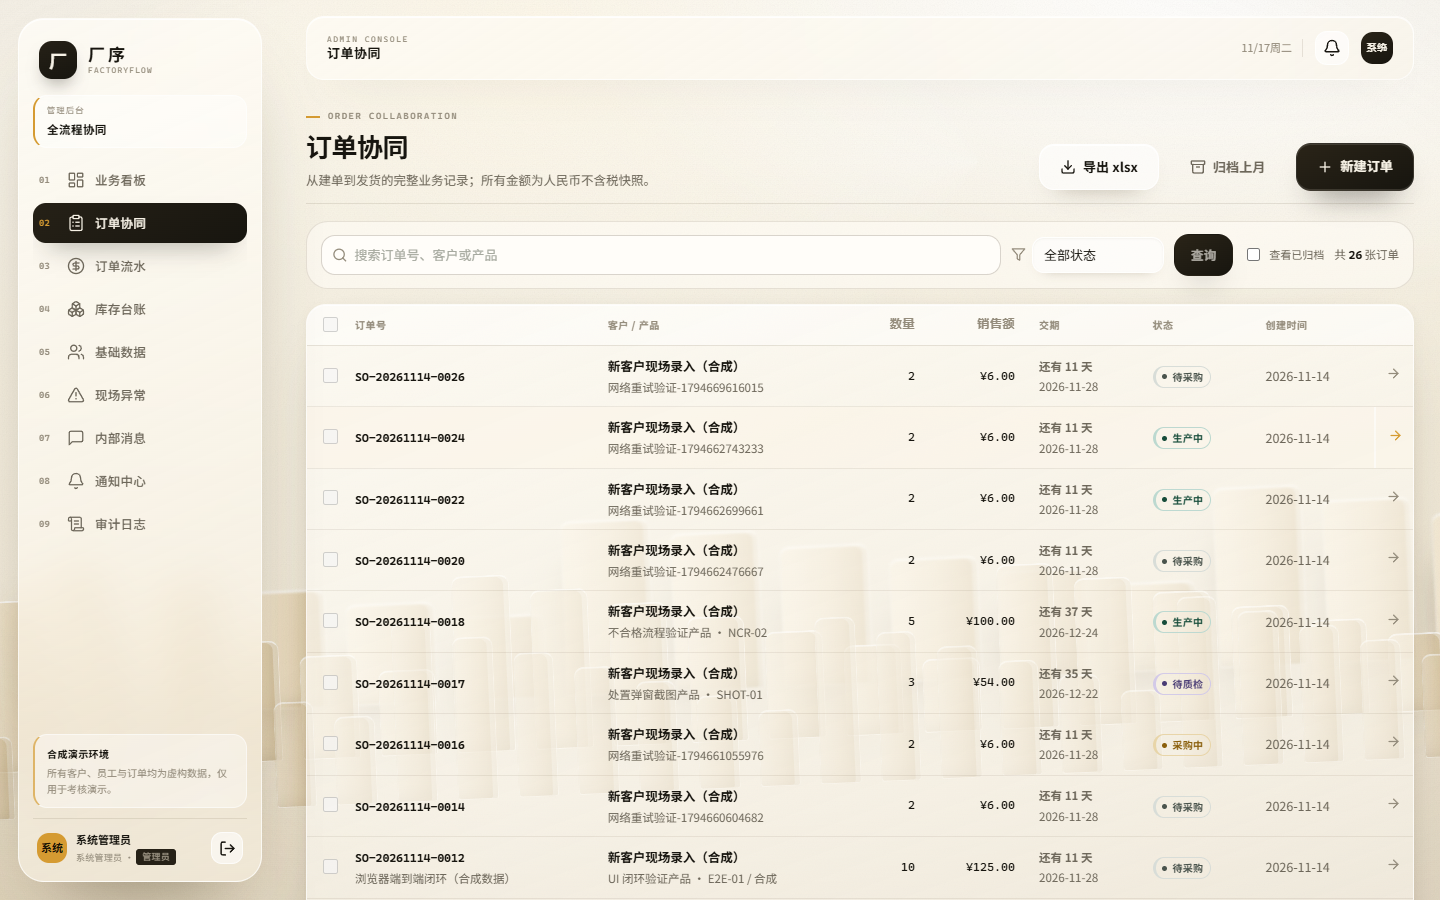 厂 厂序
FACTORYFLOW
管理后台
全流程协同
01 业务看板
02 订单协同
03 订单流水
04 库存台账
05 基础数据
06 现场异常
07 内部消息
08 通知中心
09 审计日志
合成演示环境
所有客户、员工与订单均为虚构数据，仅
用于考核演示。
系统 系统管理员
系统管理员 · 管理员
ADMIN CONSOLE
订单协同
11/17周二 系统
ORDER COLLABORATION
订单协同
从建单到发货的完整业务记录；所有金额为人民币不含税快照。
导出 xlsx 归档上月 新建订单
搜索订单号、客户或产品 全部状态 查询 查看已归档 共 26 张订单
订单号 客户 / 产品 数量 销售额 交期 状态 创建时间
SO-20261114-0026 新客户现场录入（合成） 2 ¥6.00 还有 11 天 待采购 2026-11-14
网络重试验证-1794669616015 2026-11-28
SO-20261114-0024 新客户现场录入（合成） 2 ¥6.00 还有 11 天 生产中 2026-11-14
网络重试验证-1794662743233 2026-11-28
SO-20261114-0022 新客户现场录入（合成） 2 ¥6.00 还有 11 天 生产中 2026-11-14
网络重试验证-1794662699661 2026-11-28
SO-20261114-0020 新客户现场录入（合成） 2 ¥6.00 还有 11 天 待采购 2026-11-14
网络重试验证-1794662476667 2026-11-28
SO-20261114-0018 新客户现场录入（合成） 5 ¥100.00 还有 37 天 生产中 2026-11-14
不合格流程验证产品 · NCR-02 2026-12-24
SO-20261114-0017 新客户现场录入（合成） 3 ¥54.00 还有 35 天 待质检 2026-11-14
处置弹窗截图产品 · SHOT-01 2026-12-22
SO-20261114-0016 新客户现场录入（合成） 2 ¥6.00 还有 11 天 采购中 2026-11-14
网络重试验证-1794661055976 2026-11-28
SO-20261114-0014 新客户现场录入（合成） 2 ¥6.00 还有 11 天 待采购 2026-11-14
网络重试验证-1794660604682 2026-11-28
SO-20261114-0012 新客户现场录入（合成） 10 ¥125.00 还有 11 天 待采购 2026-11-14
浏览器端到端闭环（合成数据） UI 闭环验证产品 · E2E-01 / 合成 2026-11-28